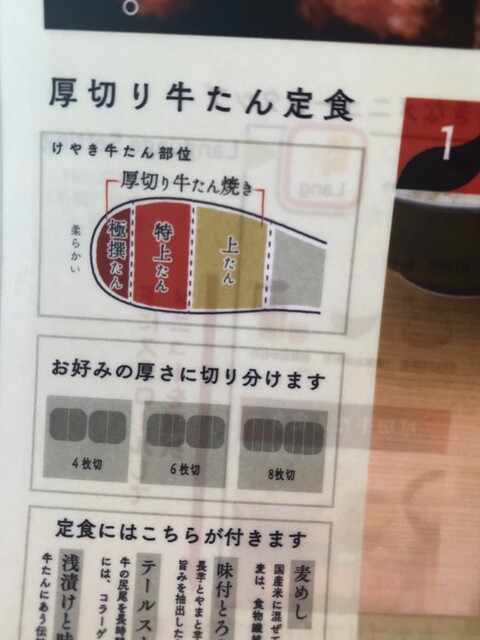 厚切り牛たん定食
けやき牛たん部位
厚切り牛たん焼き
柔らかい
極撰たん
特上たん
上たん
1
お好みの厚さに切り分けます
4枚切
6枚切
8枚切
定食にはこちらが付きます
麦めし
国産米に混ぜ
麦は、食物繊
味付とろ
長芋とやまと芋
旨みを抽出した
テールス
牛の尻尾を長時
には、コラーゲ
浅漬けと味
牛たんにあう伝